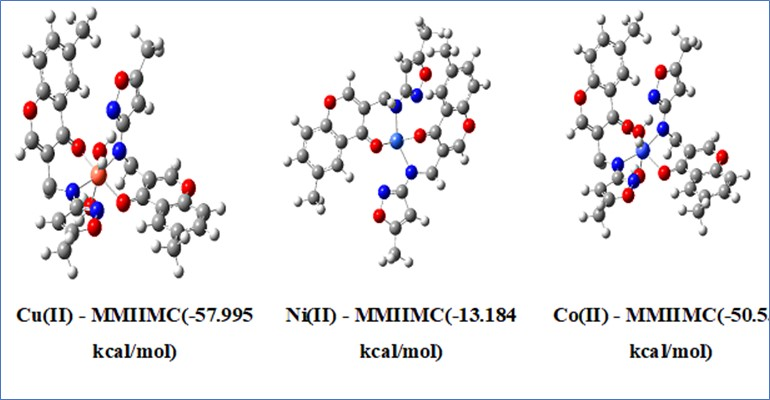 Cu(II) - MMIIMC(-57.995 kcal/mol)
Ni(II) - MMIIMC(-13.184 kcal/mol)
Co(II) - MMIIMC(-50.5 kcal/mol)